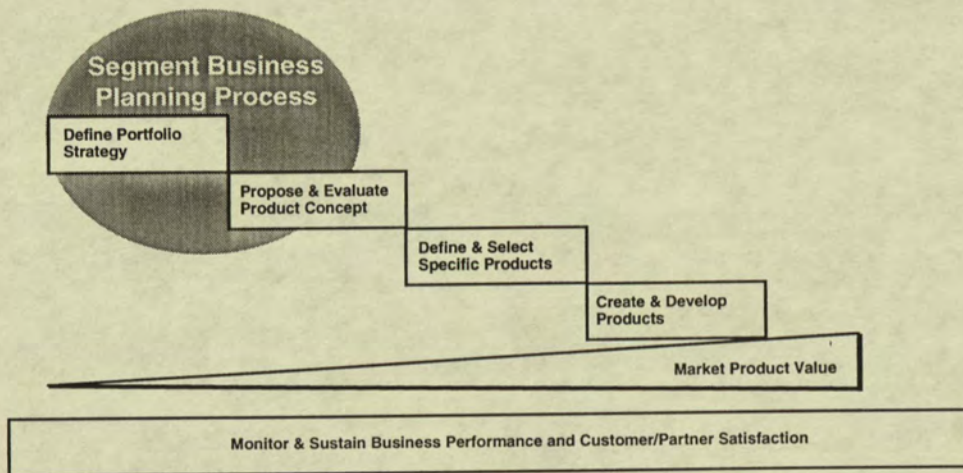 Segment Business
Planning Process
Define Portfolio
Strategy
Propose & Evaluate
Product Concept
Define & Select
Specific Products
Create & Develop
Products
Market Product Value
Monitor & Sustain Business Performance and Customer/Partner Satisfaction